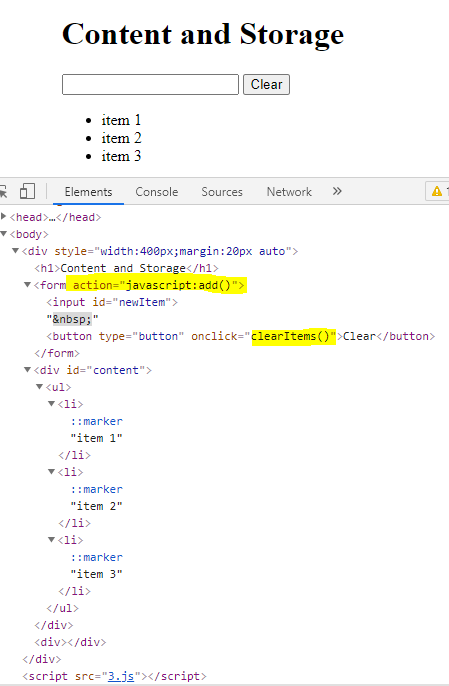 Content and Storage
Clear
item 1
item 2
item 3
Elements Console Sources Network » 1
<head>…</head>
<body>
<div style="width:400px;margin:20px auto">
<h1>Content and Storage</h1>
<form action="javascript:add()">
<input id="newItem">
"&nbsp;"
<button type="button" onclick="clearItems()">Clear</button>
</form>
<div id="content">
<ul>
<li>
::marker
"item 1"
</li>
<li>
::marker
"item 2"
</li>
<li>
::marker
"item 3"
</li>
</ul>
</div>
<div></div>
</div>
<script src="3.js"></script>